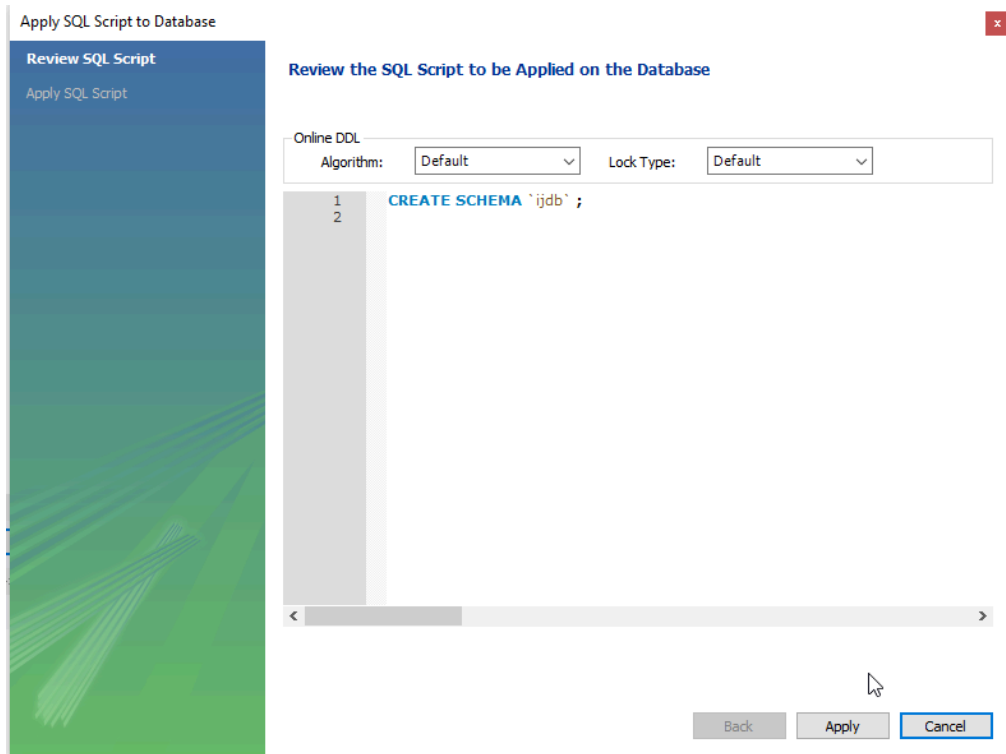 Apply SQL Script to Database
x
Review SQL Script
Apply SQL Script
Review the SQL Script to be Applied on the Database
Online DDL
Algorithm: Default Lock Type: Default
1 CREATE SCHEMA `ijdb` ;
2
Back Apply Cancel